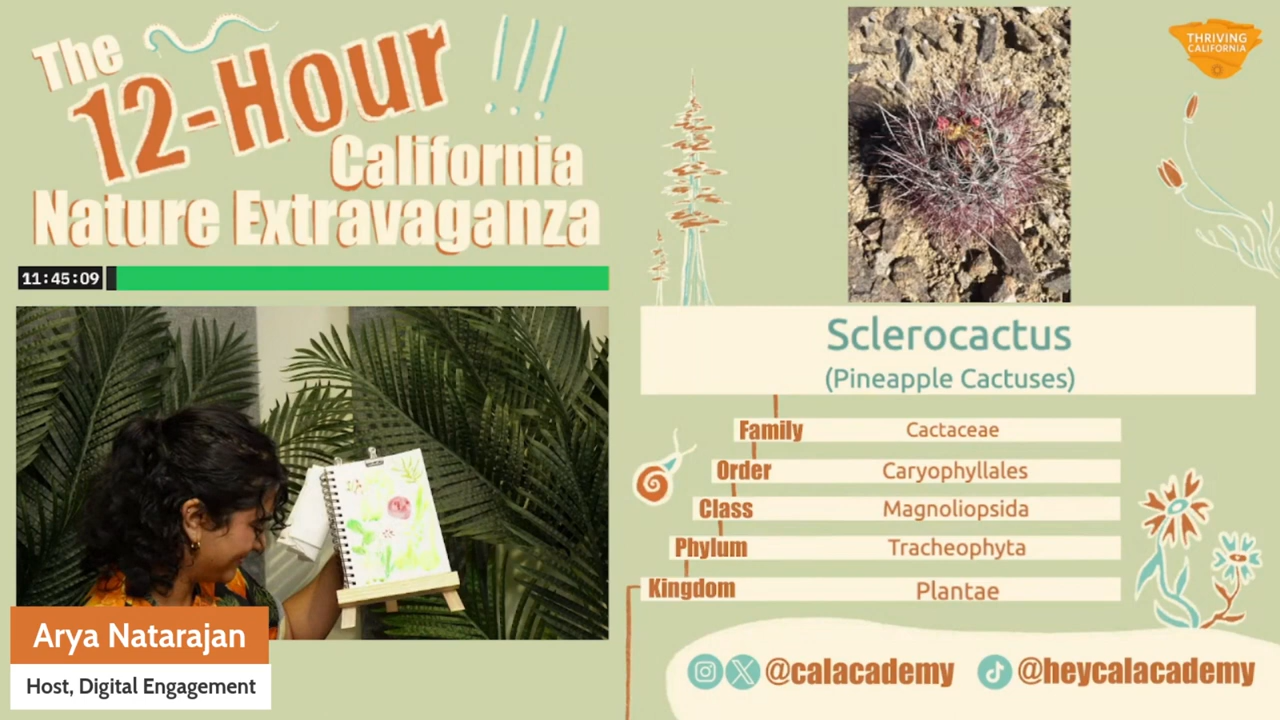 The
12-Hour
!!!
California
Nature Extravaganza
11:45:09
Arya Natarajan
Host, Digital Engagement
THRIVING
CALIFORNIA
Sclerocactus
(Pineapple Cactuses)
Family Cactaceae
Order Caryophyllales
Class Magnoliopsida
Phylum Tracheophyta
Kingdom Plantae
@calacademy @heycalacademy